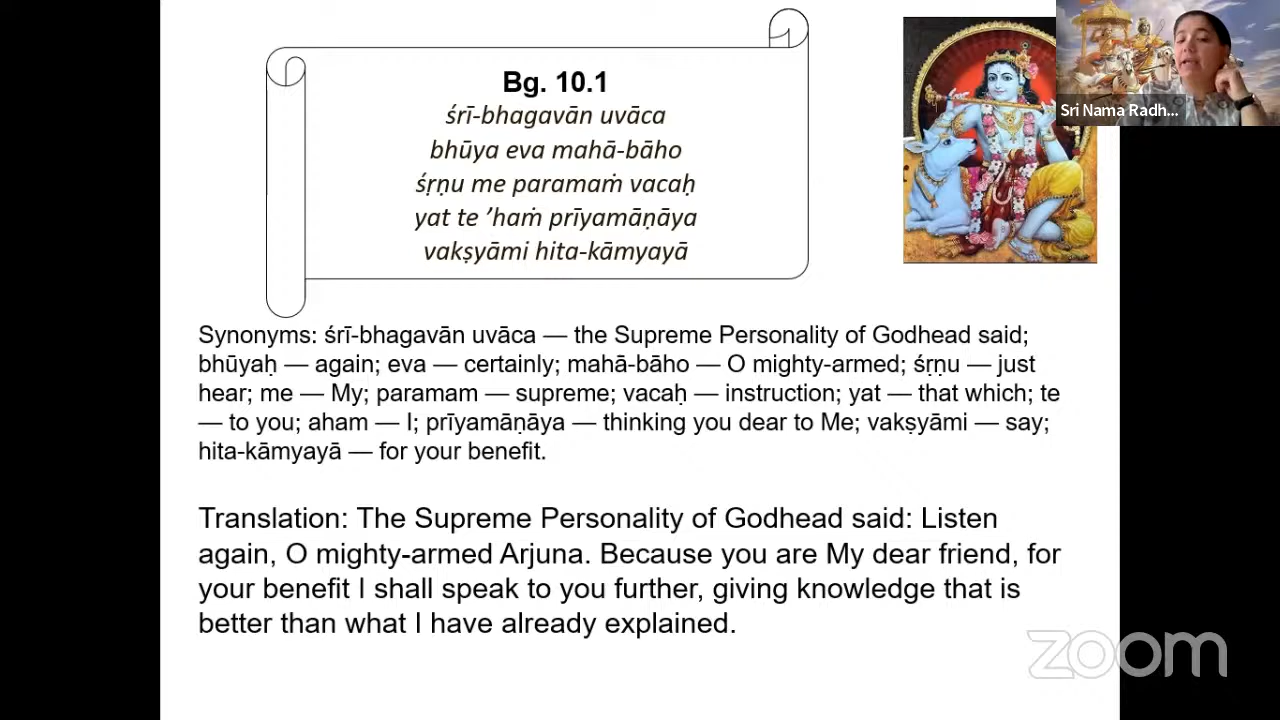 Bg. 10.1
śrī-bhagavān uvāca
bhūya eva mahā-bāho
śṛṇu me paramaṁ vacaḥ
yat te ’haṁ prīyamāṇāya
vakṣyāmi hita-kāmyayā
Sri Nama Radh...
Synonyms: śrī-bhagavān uvāca — the Supreme Personality of Godhead said;
bhūyaḥ — again; eva — certainly; mahā-bāho — O mighty-armed; śṛṇu — just
hear; me — My; paramam — supreme; vacaḥ — instruction; yat — that which; te
— to you; aham — I; prīyamāṇāya — thinking you dear to Me; vakṣyāmi — say;
hita-kāmyayā — for your benefit.
Translation: The Supreme Personality of Godhead said: Listen
again, O mighty-armed Arjuna. Because you are My dear friend, for
your benefit I shall speak to you further, giving knowledge that is
better than what I have already explained.
zoom